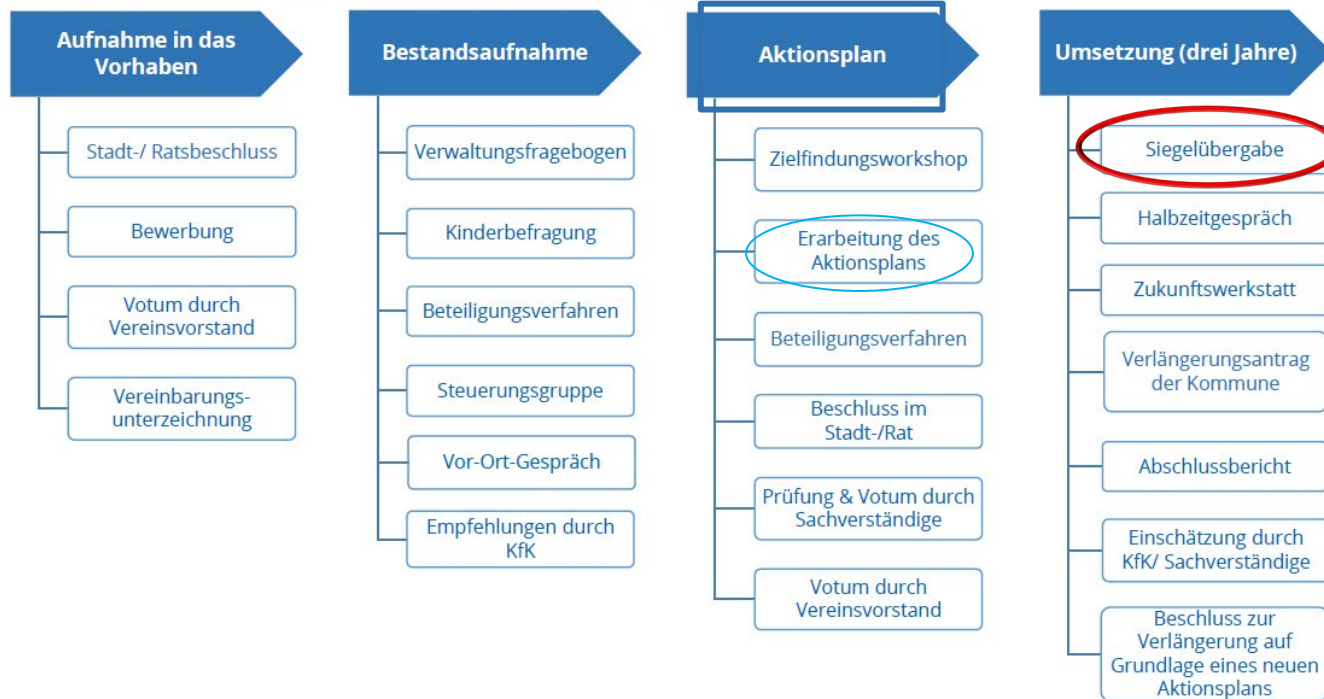 Aufnahme in das
Vorhaben
Stadt-/ Ratsbeschluss
Bewerbung
Votum durch
Vereinsvorstand
Vereinbarungs-
unterzeichnung
Bestandsaufnahme
Verwaltungsfragebogen
Kinderbefragung
Beteiligungsverfahren
Steuerungsgruppe
Vor-Ort-Gespräch
Empfehlungen durch
KfK
Aktionsplan
Zielfindungsworkshop
Erarbeitung des
Aktionsplans
Beteiligungsverfahren
Beschluss im
Stadt-/Rat
Prüfung & Votum durch
Sachverständige
Votum durch
Vereinsvorstand
Umsetzung (drei Jahre)
Siegelübergabe
Halbzeitgespräch
Zukunftswerkstatt
Verlängerungsantrag
der Kommune
Abschlussbericht
Einschätzung durch
KfK/ Sachverständige
Beschluss zur
Verlängerung auf
Grundlage eines neuen
Aktionsplans